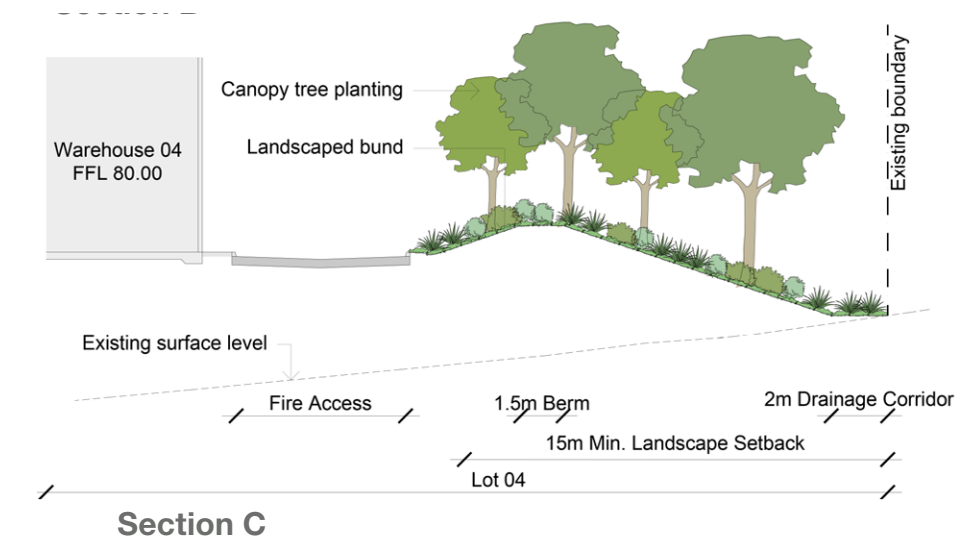 Canopy tree planting
Existing boundary
Landscaped bund
Warehouse 04
FFL 80.00
Existing surface level
Fire Access
1.5m Berm
2m Drainage Corridor
15m Min. Landscape Setback
Lot 04
Section C